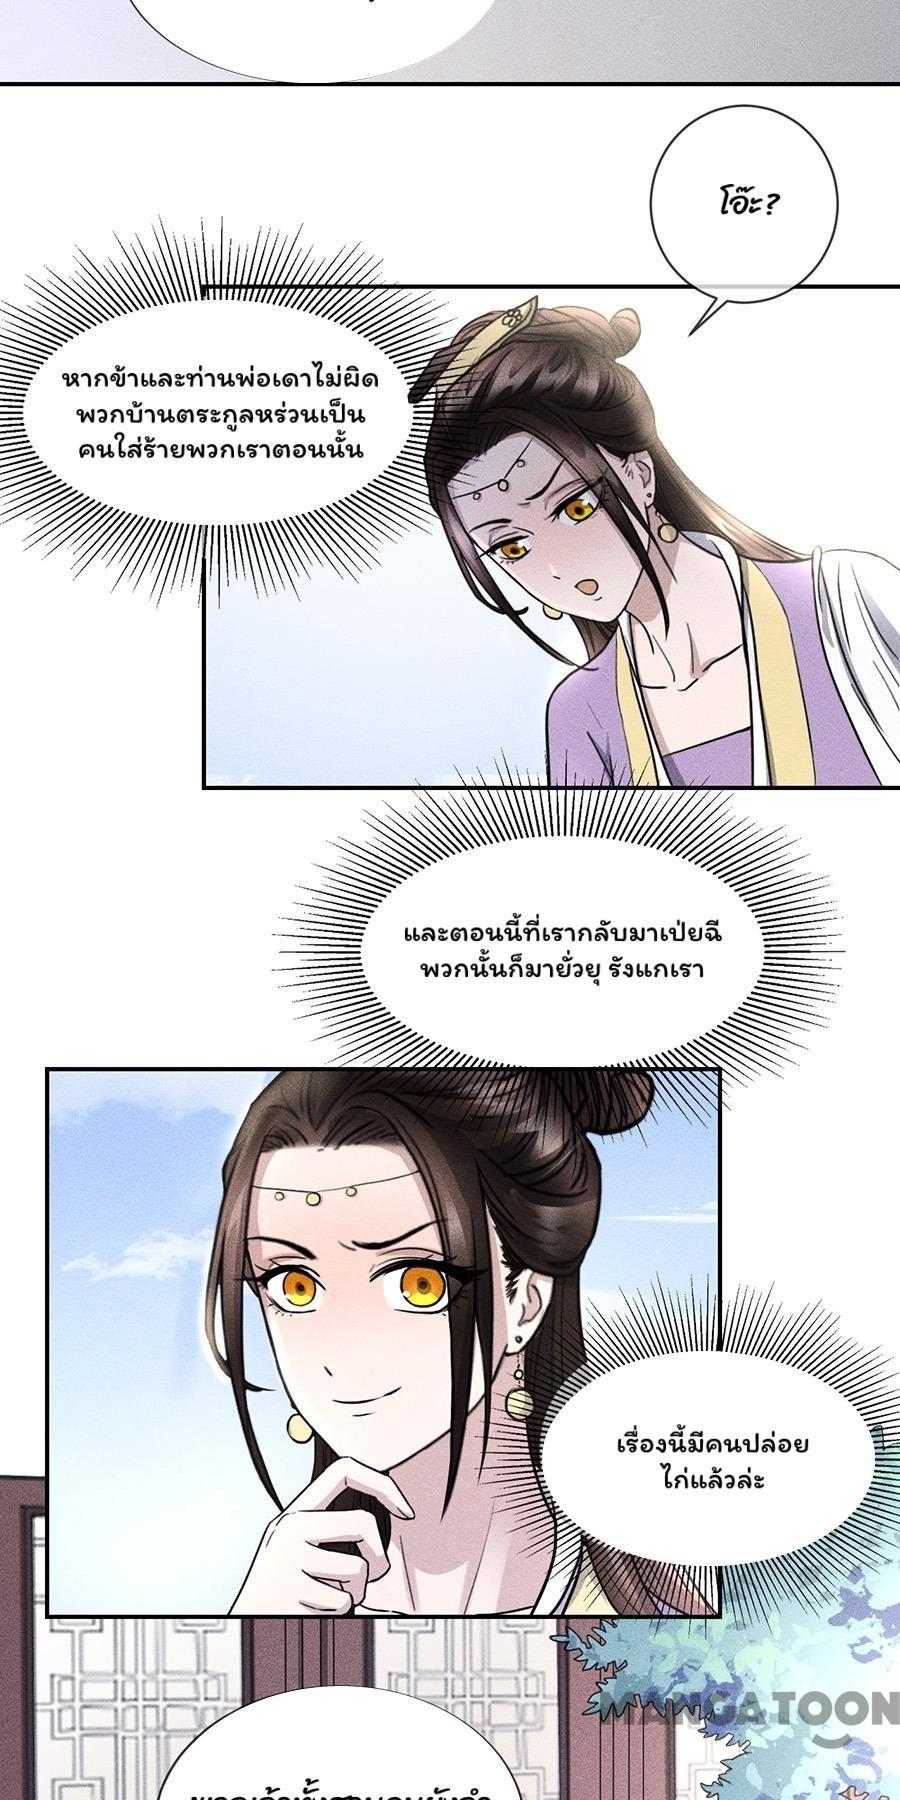 โอ๊ะ?
หากข้าและท่านพ่อเดาไม่ผิด
พวกบ้านตระกูลหร่วนเป็น
คนใส่ร้ายพวกเราตอนนั้น
และตอนนี้ที่เรากลับมาเป่ยฉี
พวกนั้นก็มายั่วยุ รังแกเรา
เรื่องนี้มีคนปล่อย
ไก่แล้วล่ะ
MANGATOON